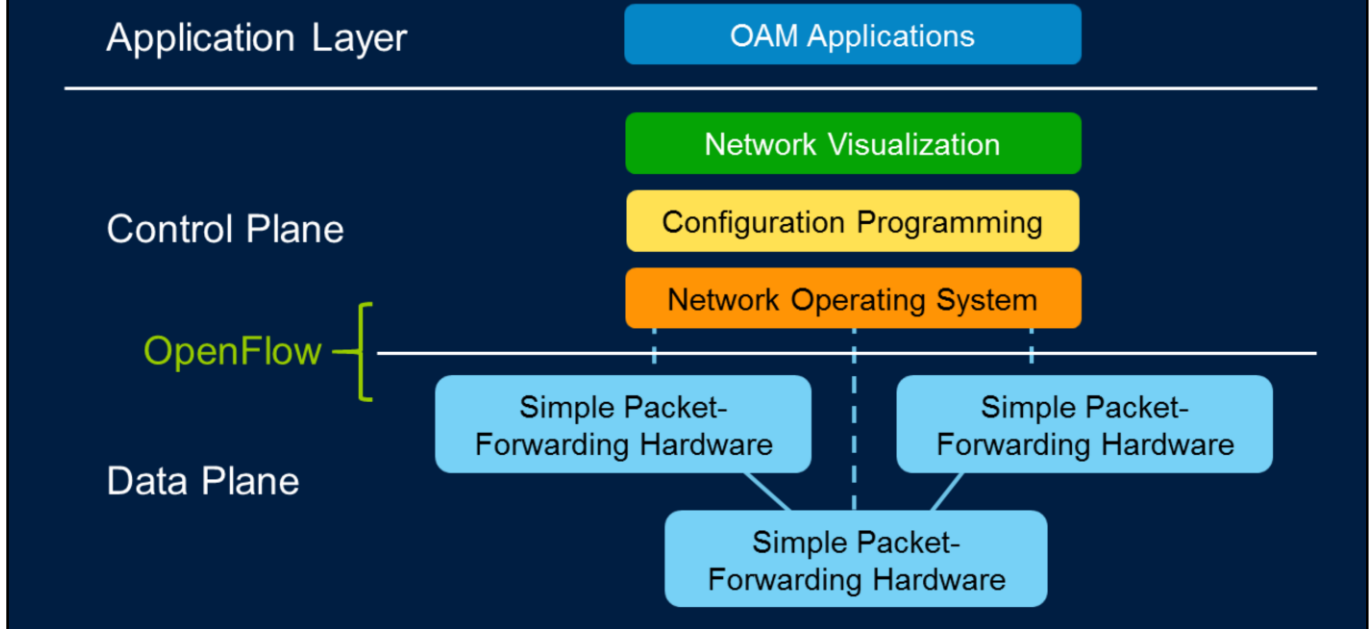 Application Layer
OAM Applications
Network Visualization
Control Plane
Configuration Programming
Network Operating System
OpenFlow
Simple Packet-
Forwarding Hardware
Simple Packet-
Forwarding Hardware
Data Plane
Simple Packet-
Forwarding Hardware